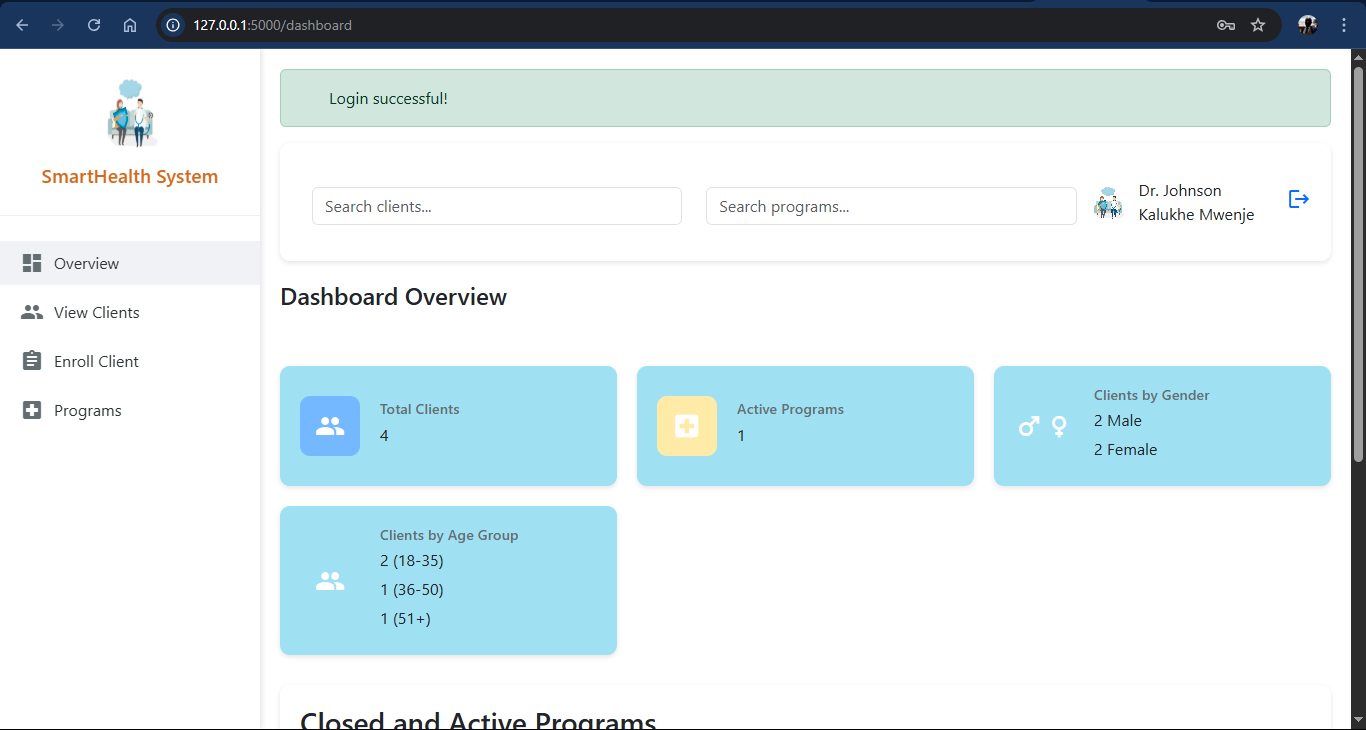 127.0.0.1:5000/dashboard
SmartHealth System
Overview
View Clients
Enroll Client
Programs
Login successful!
Search clients...
Search programs...
Dr. Johnson
Kalukhe Mwenje
Dashboard Overview
Total Clients
4
Active Programs
1
Clients by Gender
2 Male
2 Female
Clients by Age Group
2 (18-35)
1 (36-50)
1 (51+)
Closed and Active Programs